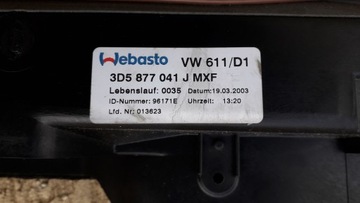 Webasto VW 611/D1
3D5 877 041 J MXF
Lebenslauf: 0035 Datum:19.03.2003
ID-Nummer: 96171E Uhrzeit: 13:20
Lfd. Nr: 013623